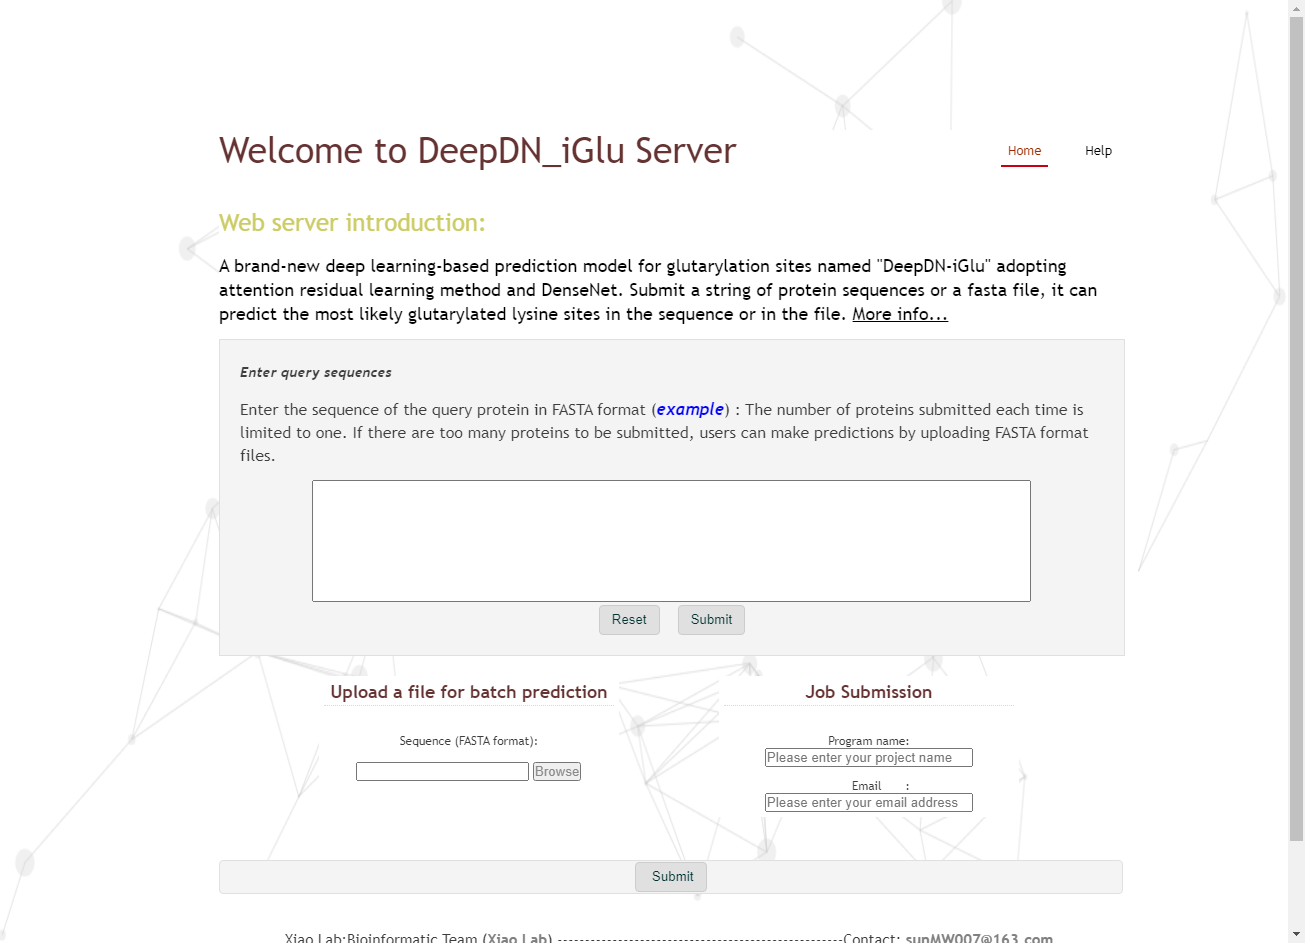 Welcome to DeepDN_iGlu Server
Home
Help
Web server introduction:
A brand-new deep learning-based prediction model for glutarylation sites named "DeepDN-iGlu" adopting
attention residual learning method and DenseNet. Submit a string of protein sequences or a fasta file, it can
predict the most likely glutarylated lysine sites in the sequence or in the file. More info...
Enter query sequences
Enter the sequence of the query protein in FASTA format (example) : The number of proteins submitted each time is
limited to one. If there are too many proteins to be submitted, users can make predictions by uploading FASTA format
files.
Reset
Submit
Upload a file for batch prediction
Sequence (FASTA format):
Browse
Job Submission
Program name:
Please enter your project name
Email :
Please enter your email address
Submit
Xiao Lab:Bioinformatic Team (Xiao Lab) ------------------------------------------------Contact: sunMW007@163.com